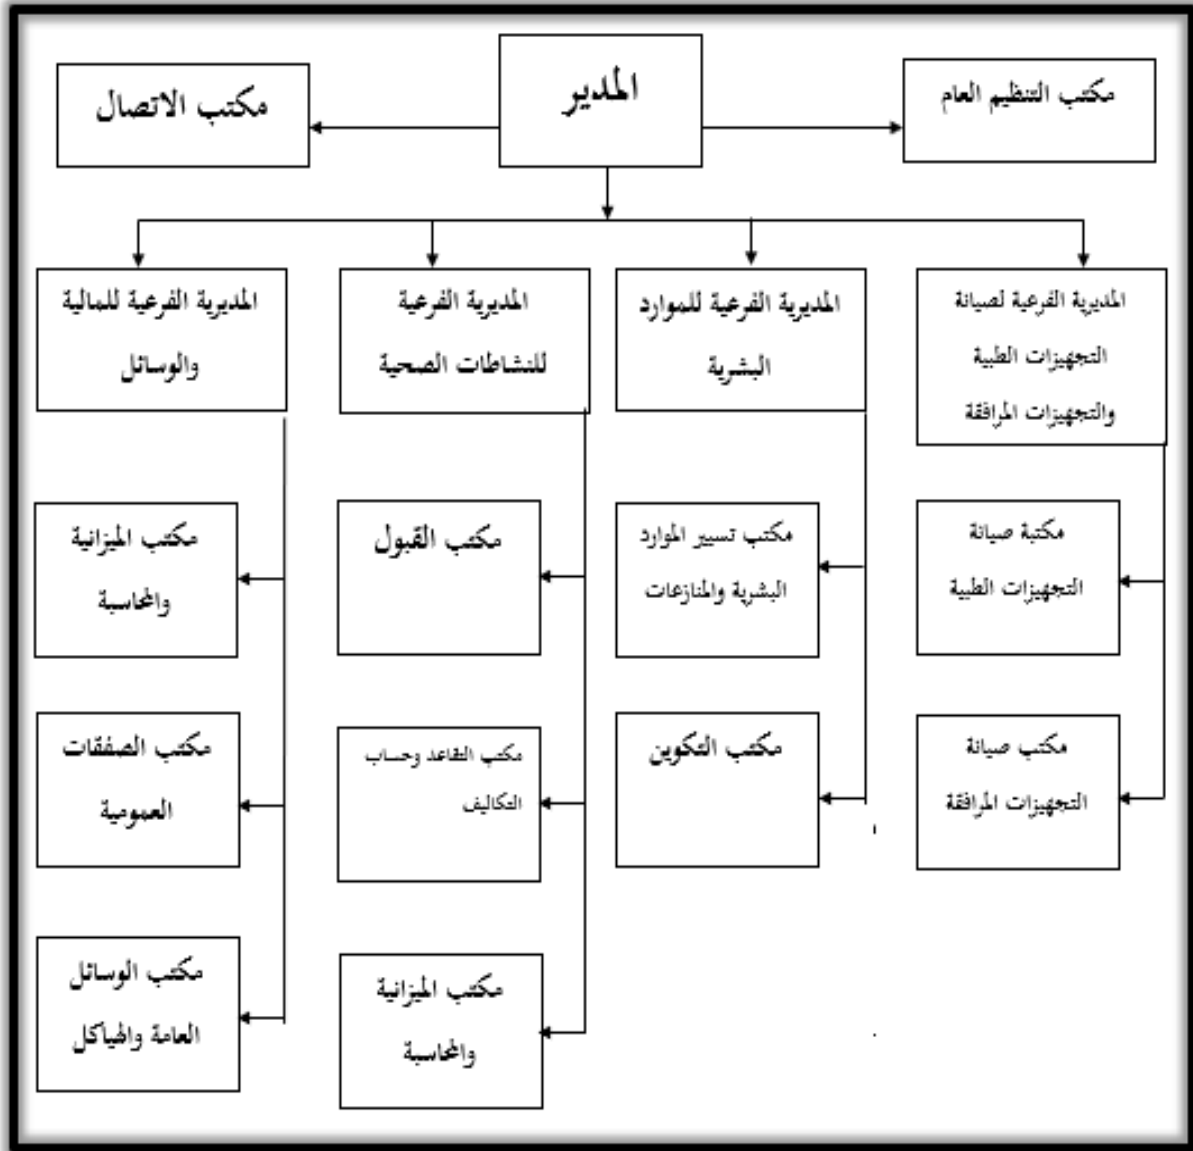 المدير
مكتب التنظيم العام
مكتب الاتصال
المديرية الفرعية لصيانة
التجهيزات الطبية
والتجهيزات المرافقة
المديرية الفرعية للموارد
البشرية
المديرية الفرعية
للنشاطات الصحية
المديرية الفرعية للمالية
والوسائل
مكتبة صيانة
التجهيزات الطبية
مكتب تسيير الموارد
البشرية والمنازعات
مكتب القبول
مكتب الميزانية
والمحاسبة
مكتب صيانة
التجهيزات المرافقة
مكتب التكوين
مكتب التقاعد وحساب
التكاليف
مكتب الصفقات
العمومية
مكتب الميزانية
والمحاسبة
مكتب الوسائل
العامة والهياكل